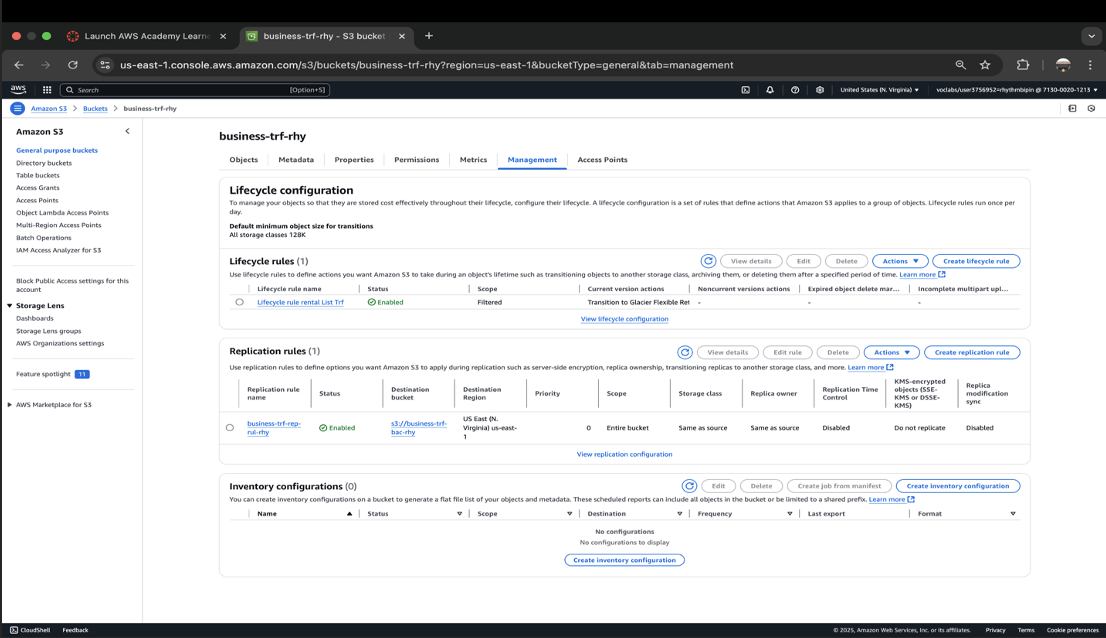 Launch AWS Academy Learne
business-trf-rhy - S3 bucket
us-east-1.console.aws.amazon.com/s3/buckets/business-trf-rhy?region=us-east-1&bucketType=general&tab=management
aws Search [Option+S] United States (N. Virginia) voclabs/user3756952=rhythmbipin @ 7130-0020-1213
Amazon S3 > Buckets > business-trf-rhy
Amazon S3
General purpose buckets
Directory buckets
Table buckets
Access Grants
Access Points
Object Lambda Access Points
Multi-Region Access Points
Batch Operations
IAM Access Analyzer for S3
Block Public Access settings for this
account
Storage Lens
Dashboards
Storage Lens groups
AWS Organizations settings
Feature spotlight 11
AWS Marketplace for S3
business-trf-rhy
Objects Metadata Properties Permissions Metrics Management Access Points
Lifecycle configuration
To manage your objects so that they are stored cost effectively throughout their lifecycle, configure their lifecycle. A lifecycle configuration is a set of rules that define actions that Amazon S3 applies to a group of objects. Lifecycle rules run once per
day.
Default minimum object size for transitions
All storage classes 128K
Lifecycle rules (1) View details Edit Delete Actions Create lifecycle rule
Use lifecycle rules to define actions you want Amazon S3 to take during an object's lifetime such as transitioning objects to another storage class, archiving them, or deleting them after a specified period of time. Learn more
Lifecycle rule name Status Scope Current version actions Noncurrent versions actions Expired object delete mar... Incomplete multipart upl...
Lifecycle rule rental List Trf Enabled Filtered Transition to Glacier Flexible Ret - - -
View lifecycle configuration
Replication rules (1) View details Edit rule Delete Actions Create replication rule
Use replication rules to define options you want Amazon S3 to apply during replication such as server-side encryption, replica ownership, transitioning replicas to another storage class, and more. Learn more
Replication rule name Status Destination bucket Destination Region Priority Scope Storage class Replica owner Replication Time Control KMS-encrypted objects (SSE-KMS or DSSE-KMS) Replica modification sync
business-trf-rep-rul-rhy Enabled s3://business-trf-bac-rhy US East (N. Virginia) us-east-1 0 Entire bucket Same as source Same as source Disabled Do not replicate Disabled
View replication configuration
Inventory configurations (0) Edit Delete Create job from manifest Create inventory configuration
You can create inventory configurations on a bucket to generate a flat file list of your objects and metadata. These scheduled reports can include all objects in the bucket or be limited to a shared prefix. Learn more
Name Status Scope Destination Frequency Last export Format
No configurations
No configurations to display
Create inventory configuration
CloudShell Feedback © 2025, Amazon Web Services, Inc. or its affiliates. Privacy Terms Cookie preferences